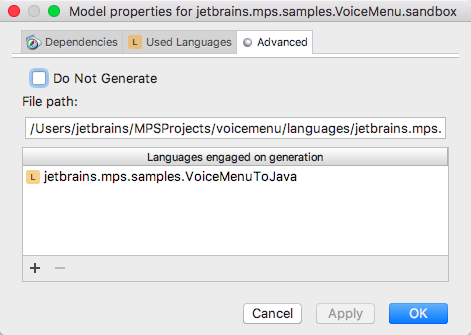 Model properties for jetbrains.mps.samples.VoiceMenu.sandbox
Dependencies L Used Languages Advanced
Do Not Generate
File path:
/Users/jetbrains/MPSProjects/voicemenu/languages/jetbrains.mps.
Languages engaged on generation
L jetbrains.mps.samples.VoiceMenuToJava
+ −
Cancel Apply OK